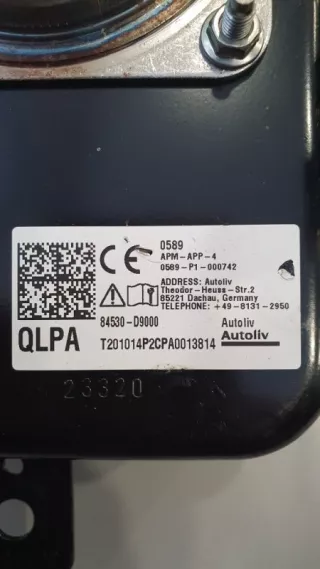 0589
APM-APP-4
0589-P1-000742
ADDRESS: Autoliv
Theodor-Heuss-Str.2
85221 Dachau, Germany
TELEPHONE: +49-8131-2950
84530-D9000
Autoliv
QLPA
T201014P2CPA0013814
Autoliv
23320